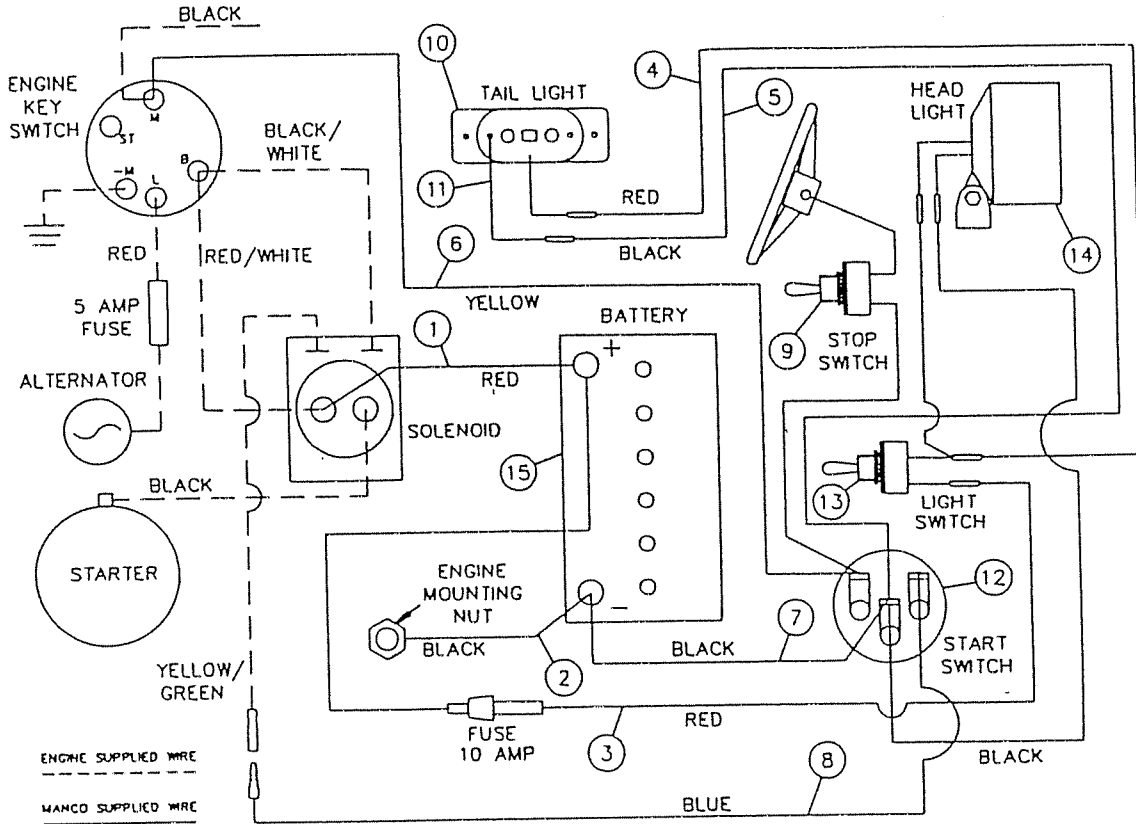 BLACK
ENGINE
KEY
SWITCH
M
ST
B
-M
L
BLACK/
WHITE
10
TAIL LIGHT
11
4
5
RED
BLACK
HEAD
LIGHT
14
RED
RED/WHITE
6
YELLOW
5 AMP
FUSE
1
RED
BATTERY
+
9
STOP
SWITCH
ALTERNATOR
SOLENOID
15
BLACK
STARTER
13
LIGHT
SWITCH
ENGINE
MOUNTING
NUT
BLACK
2
-
7
BLACK
12
START
SWITCH
YELLOW/
GREEN
FUSE
10 AMP
3
RED
BLACK
8
BLUE
ENGINE SUPPLIED WIRE
MANCO SUPPLIED WIRE